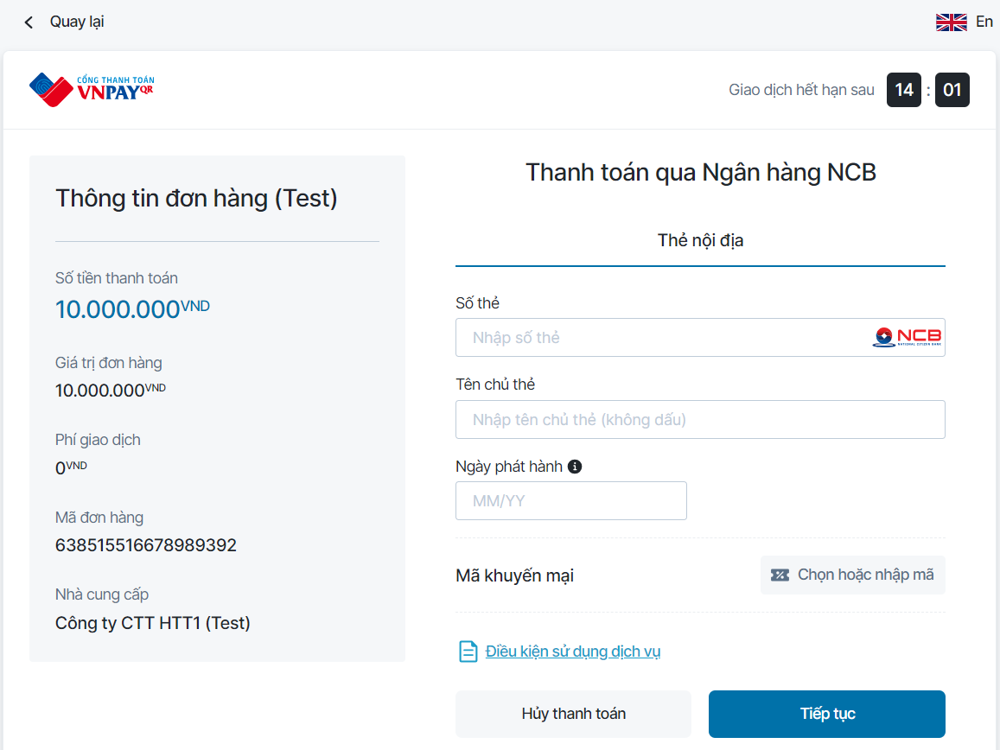 Quay lại
En
CỔNG THANH TOÁN
VNPAYQR
Giao dịch hết hạn sau 14 : 01
Thông tin đơn hàng (Test)
Số tiền thanh toán
10.000.000VND
Giá trị đơn hàng
10.000.000VND
Phí giao dịch
0VND
Mã đơn hàng
638515516678989392
Nhà cung cấp
Công ty CTT HTT1 (Test)
Thanh toán qua Ngân hàng NCB
Thẻ nội địa
Số thẻ
Nhập số thẻ
NCB
NATIONAL CITIZEN BANK
Tên chủ thẻ
Nhập tên chủ thẻ (không dấu)
Ngày phát hành
MM/YY
Mã khuyến mại
Chọn hoặc nhập mã
Điều kiện sử dụng dịch vụ
Hủy thanh toán
Tiếp tục